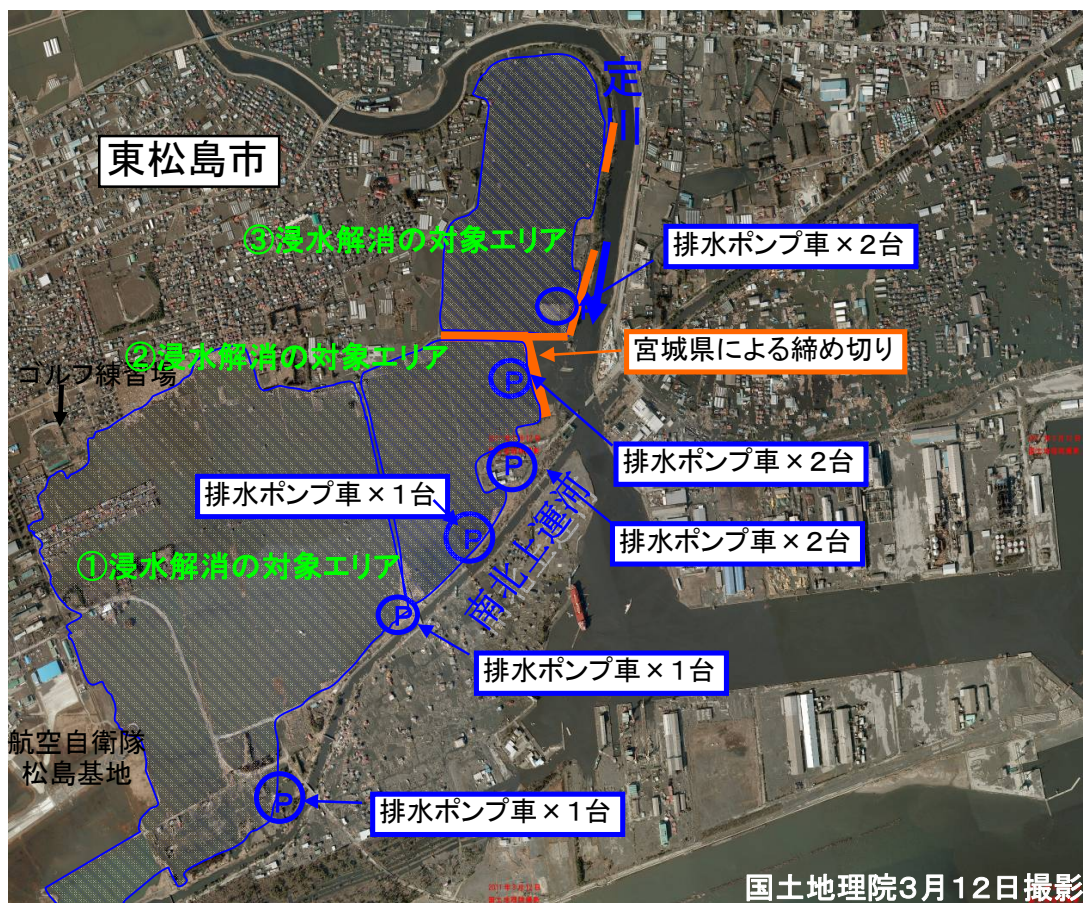 定川
東松島市
③浸水解消の対象エリア
排水ポンプ車×2台
宮城県による締め切り
②浸水解消の対象エリア
ゴルフ練習場
P
排水ポンプ車×2台
P
排水ポンプ車×1台
排水ポンプ車×2台
P
南北上運河
①浸水解消の対象エリア
P
排水ポンプ車×1台
航空自衛隊
松島基地
P
排水ポンプ車×1台
国土地理院3月12日撮影